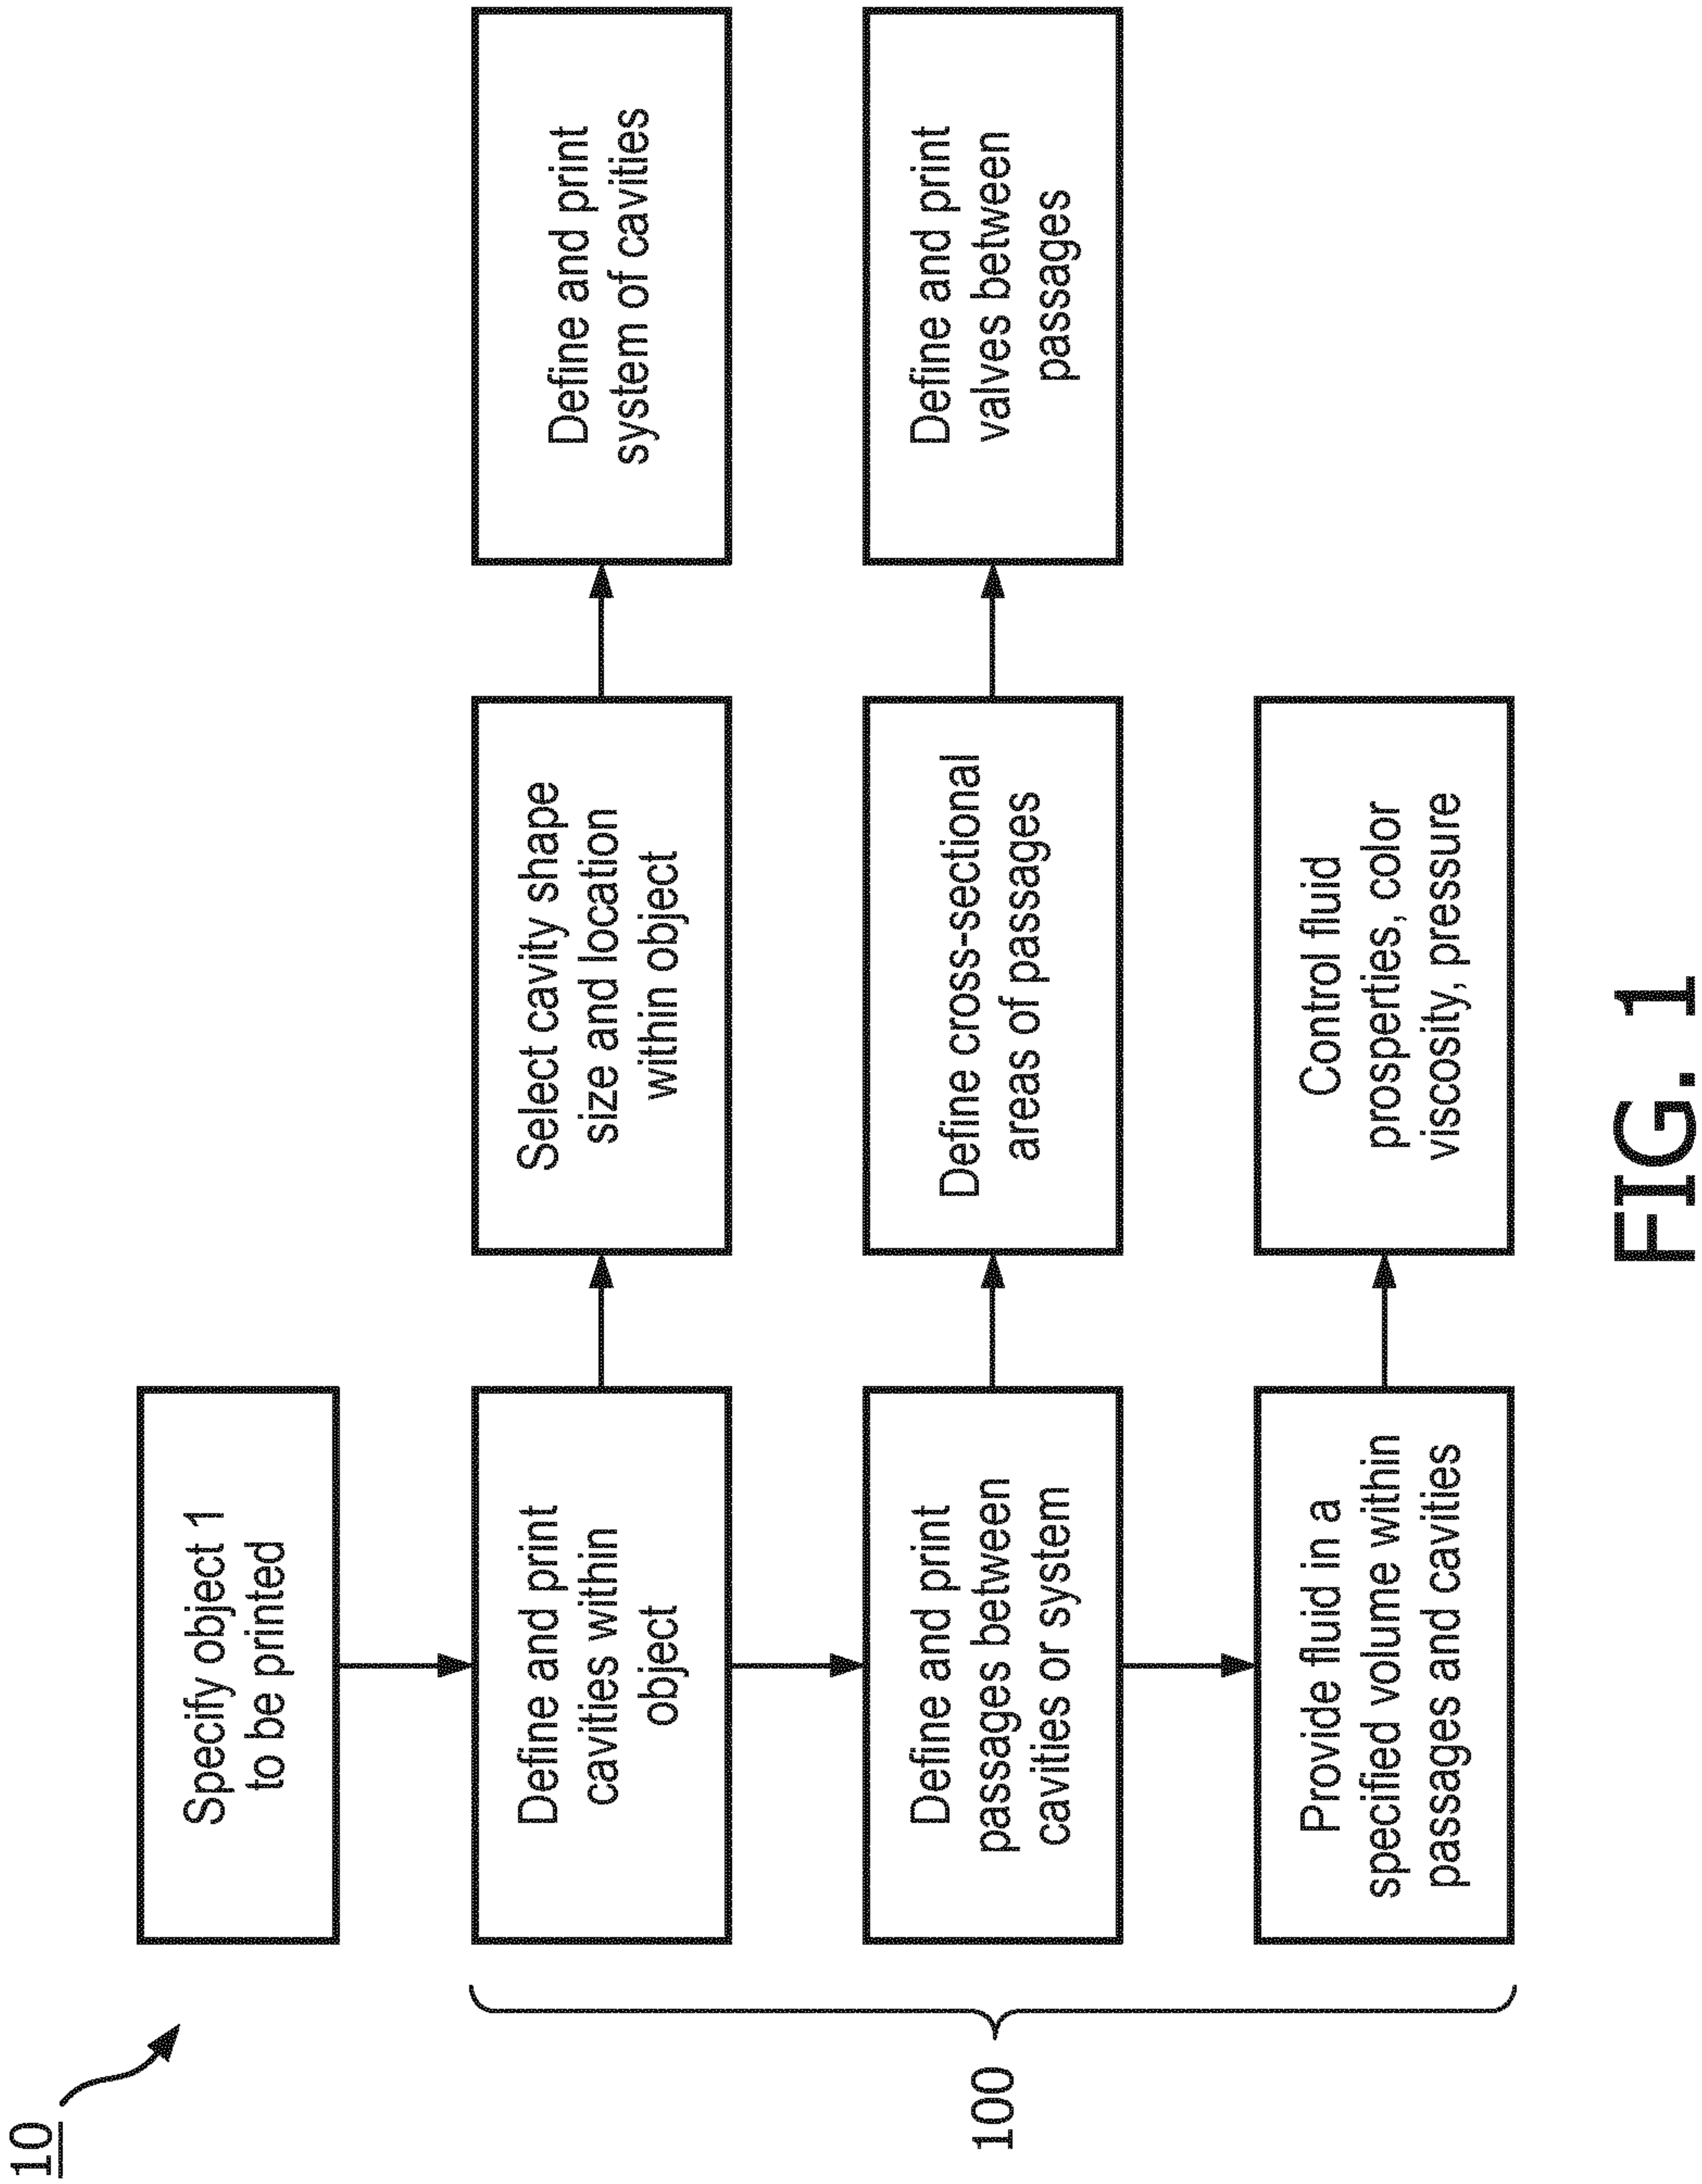 10
Specify object 1
to be printed
Define and print
cavities within
object
Select cavity shape
size and location
within object
Define and print
system of cavities
Define and print
passages between
cavities or system
Define cross-sectional
areas of passages
Define and print
valves between
passages
Provide fluid in a
specified volume within
passages and cavities
Control fluid
prosperties, color
viscosity, pressure
100
FIG. 1